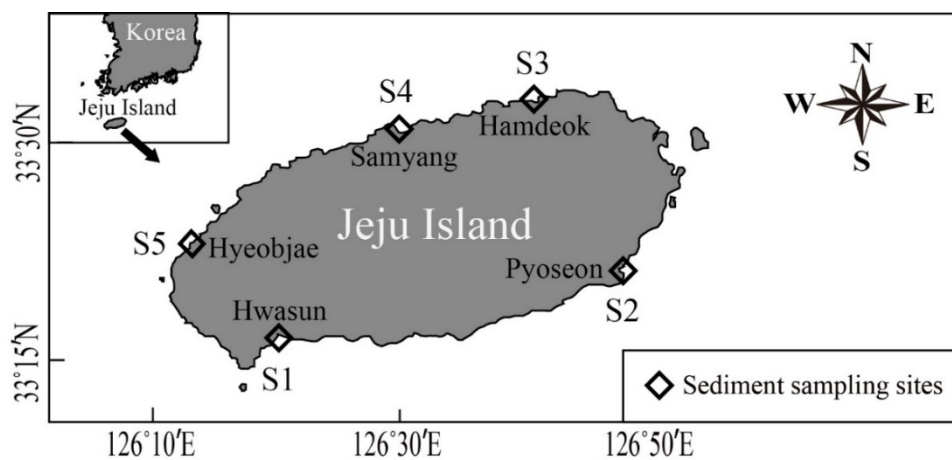 Korea
Jeju Island
33°30′N
33°15′N
S3
Hamdeok
S4
Samyang
N
W
E
S
Jeju Island
S5
Hyeobjae
Pyoseon
S2
Hwasun
S1
Sediment sampling sites
126°10′E
126°30′E
126°50′E